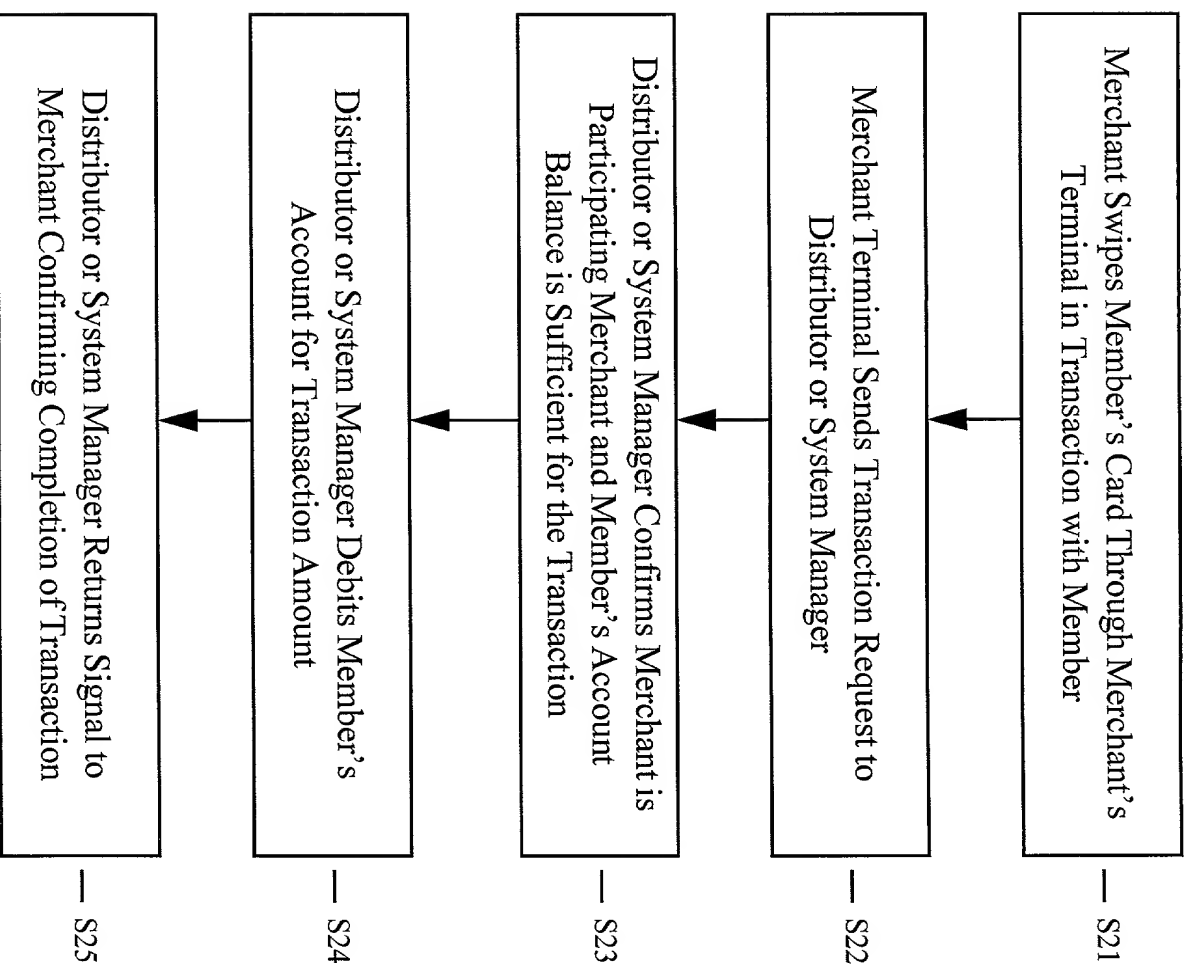 Merchant Swipes Member's Card Through Merchant's
Terminal in Transaction with Member
S21
Merchant Terminal Sends Transaction Request to
Distributor or System Manager
S22
Distributor or System Manager Confirms Merchant is
Participating Merchant and Member's Account
Balance is Sufficient for the Transaction
S23
Distributor or System Manager Debits Member's
Account for Transaction Amount
S24
Distributor or System Manager Returns Signal to
Merchant Confirming Completion of Transaction
S25